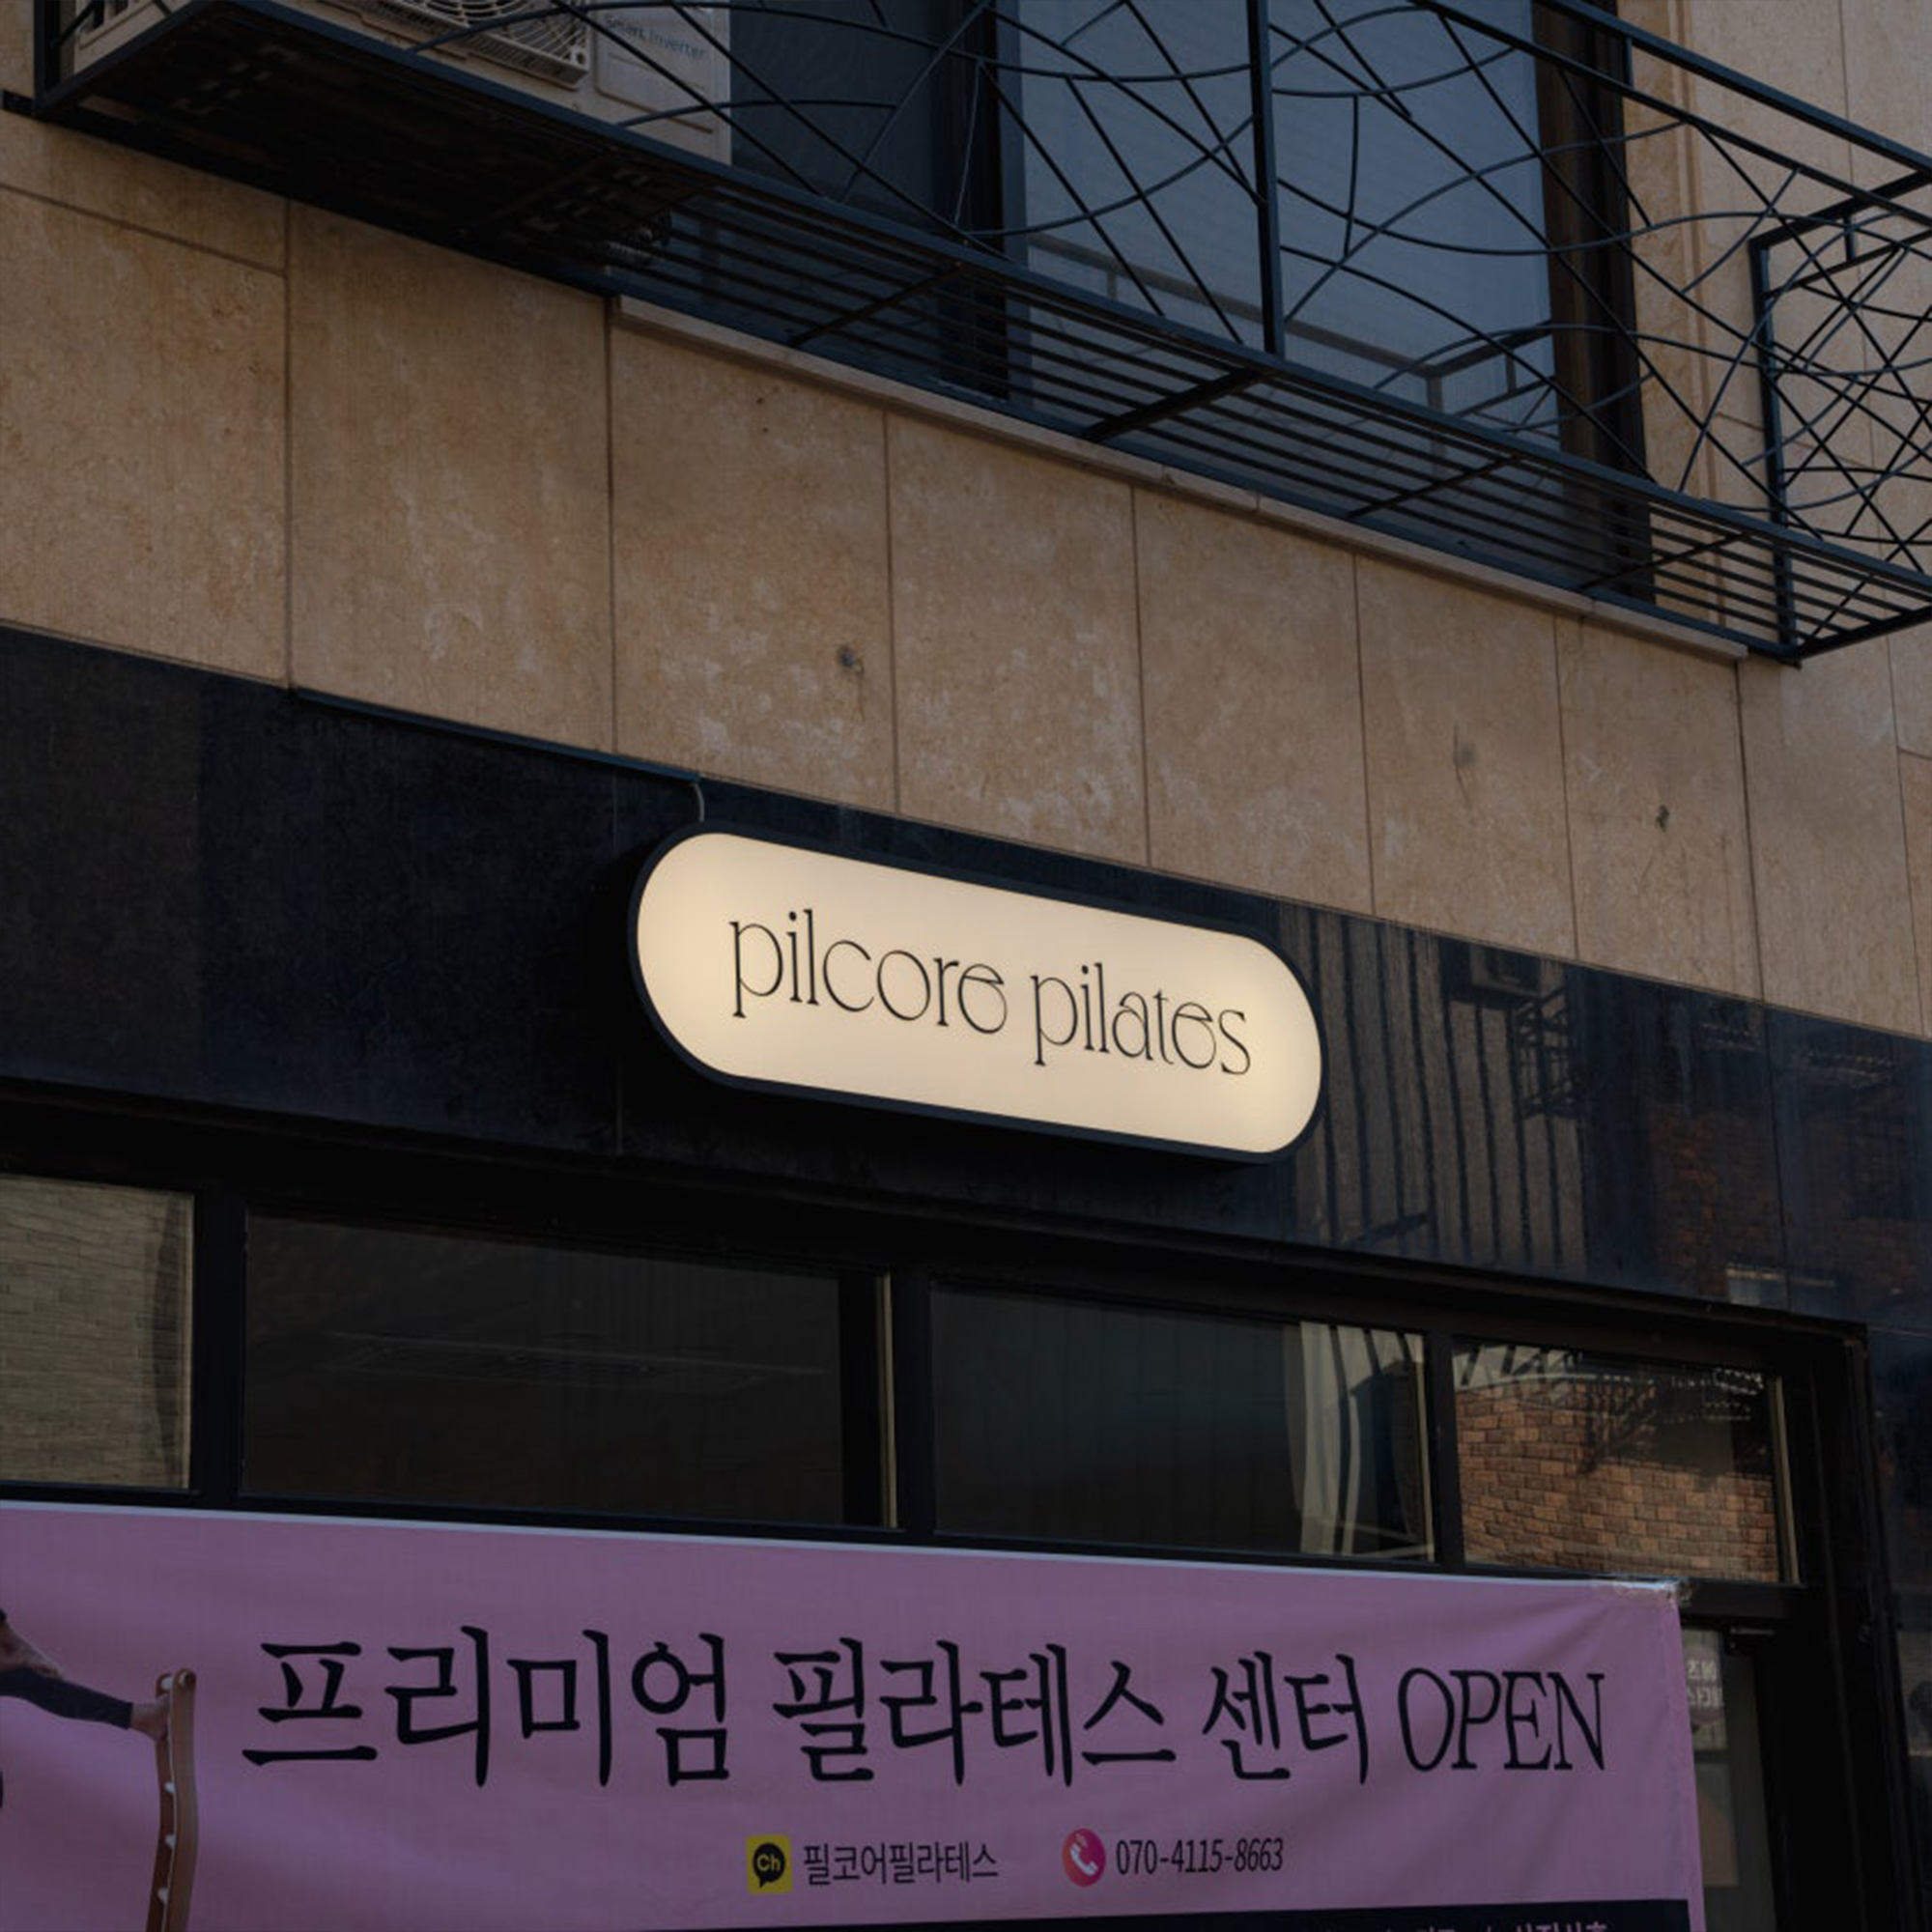 Smart Inverter
pilcore pilates
프리미엄 필라테스 센터 OPEN
Ch 필코어필라테스 070-4115-8663